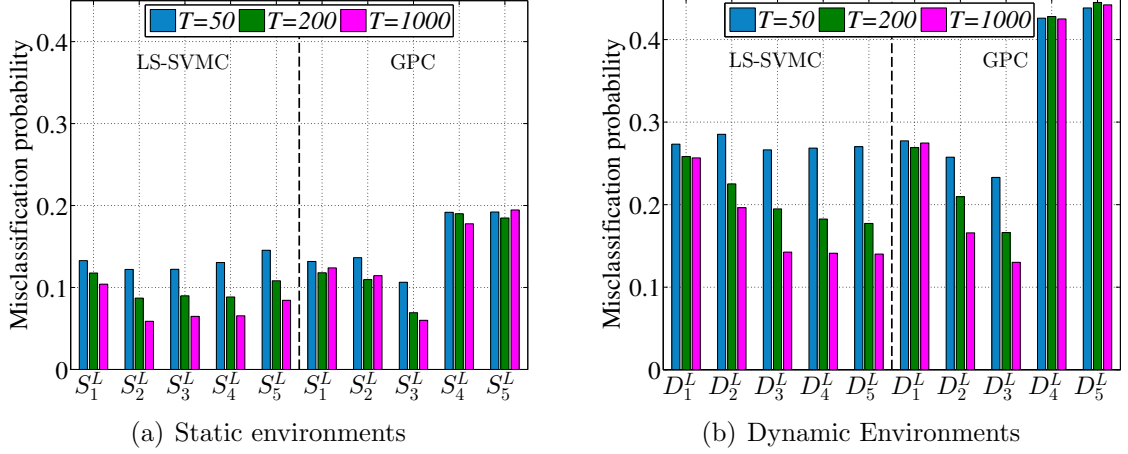 T=50 T=200 T=1000
LS-SVMC GPC
Misclassification probability
0.4
0.3
0.2
0.1
0
S_1^L S_2^L S_3^L S_4^L S_5^L S_1^L S_2^L S_3^L S_4^L S_5^L
(a) Static environments
T=50 T=200 T=1000
LS-SVMC GPC
Misclassification probability
0.4
0.3
0.2
0.1
0
D_1^L D_2^L D_3^L D_4^L D_5^L D_1^L D_2^L D_3^L D_4^L D_5^L
(b) Dynamic Environments